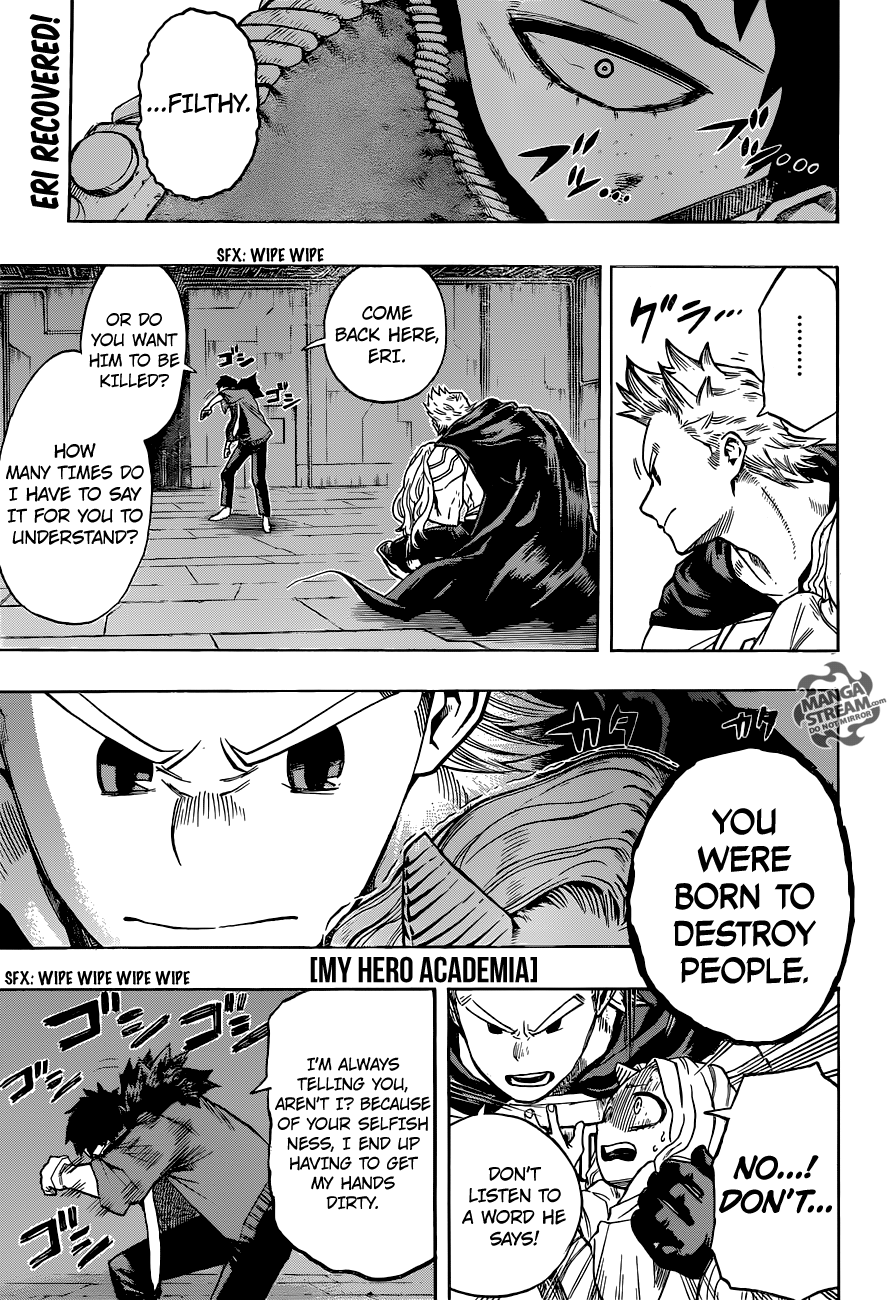 ERI RECOVERED!
...FILTHY.
SFX: WIPE WIPE
..........
グラ…
COME
BACK HERE,
ERI.
ゴシ
ゴシ
OR DO
YOU WANT
HIM TO BE
KILLED?
HOW
MANY TIMES DO
I HAVE TO SAY
IT FOR YOU TO
UNDERSTAND?
MANGA
STREAM.com
DO NOT MIRROR
カタ
カタ
YOU
WERE
BORN TO
DESTROY
PEOPLE.
[MY HERO ACADEMIA]
SFX: WIPE WIPE WIPE WIPE
NO...!
DON'T...
DON'T
LISTEN TO
A WORD HE
SAYS!
I'M ALWAYS
TELLING YOU,
AREN'T I? BECAUSE
OF YOUR SELFISH
NESS, I END UP
HAVING TO GET
MY HANDS
DIRTY.
ゴシ
ゴシ
ゴシ
ゴシ